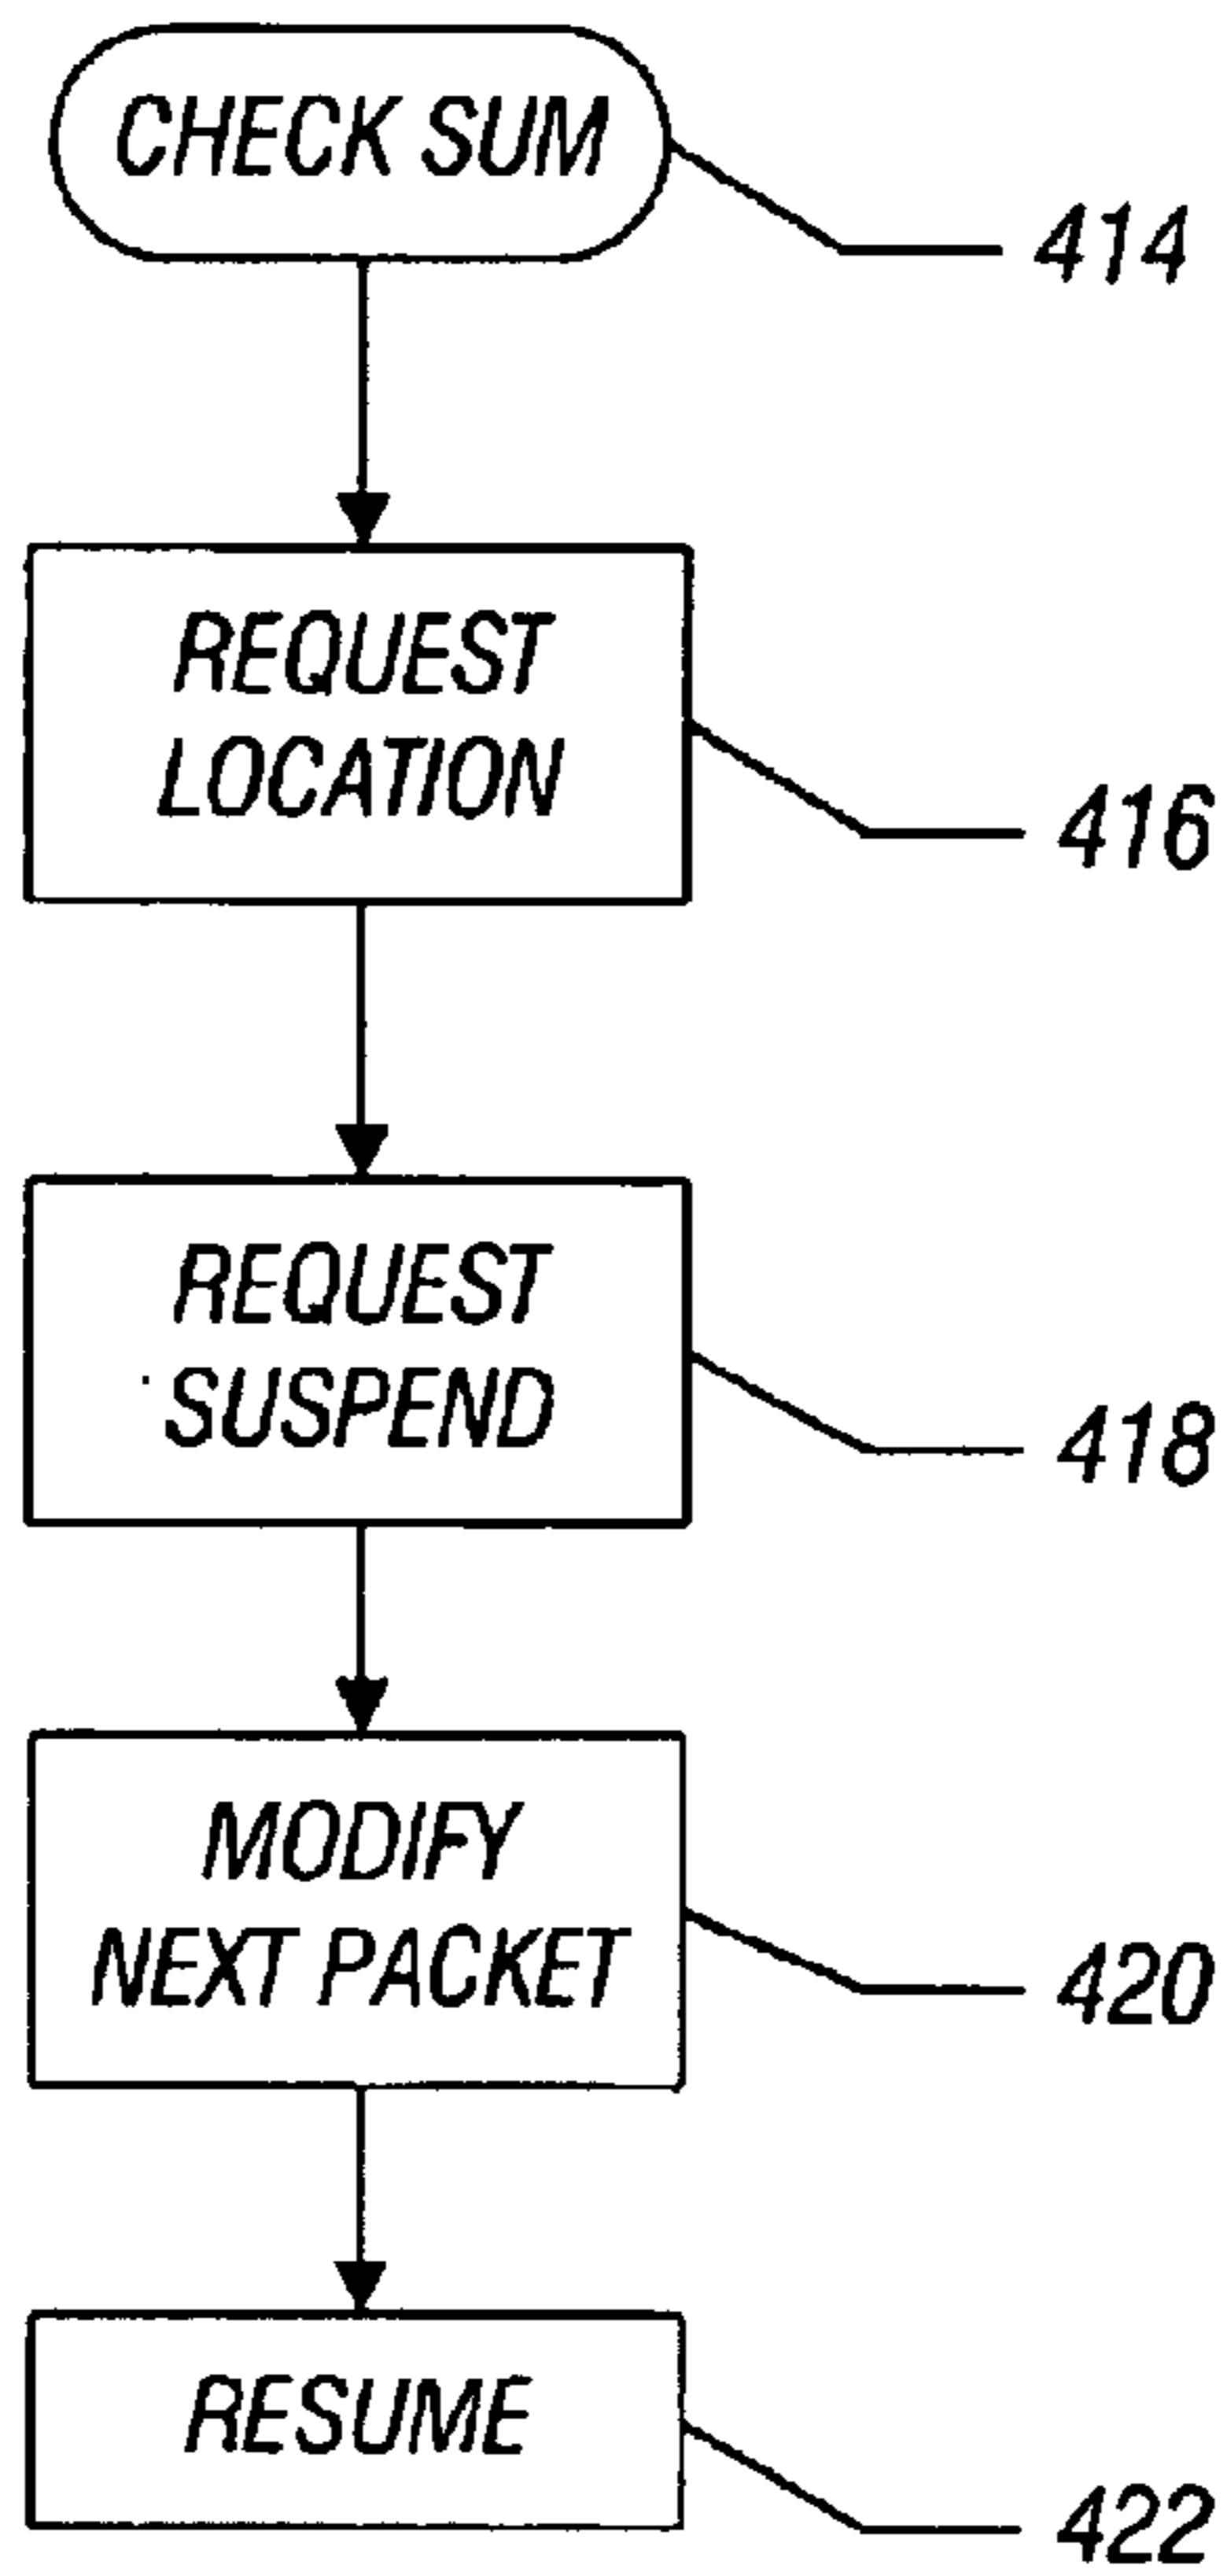 CHECK SUM
414
REQUEST
LOCATION
416
REQUEST
SUSPEND
418
MODIFY
NEXT PACKET
420
RESUME
422